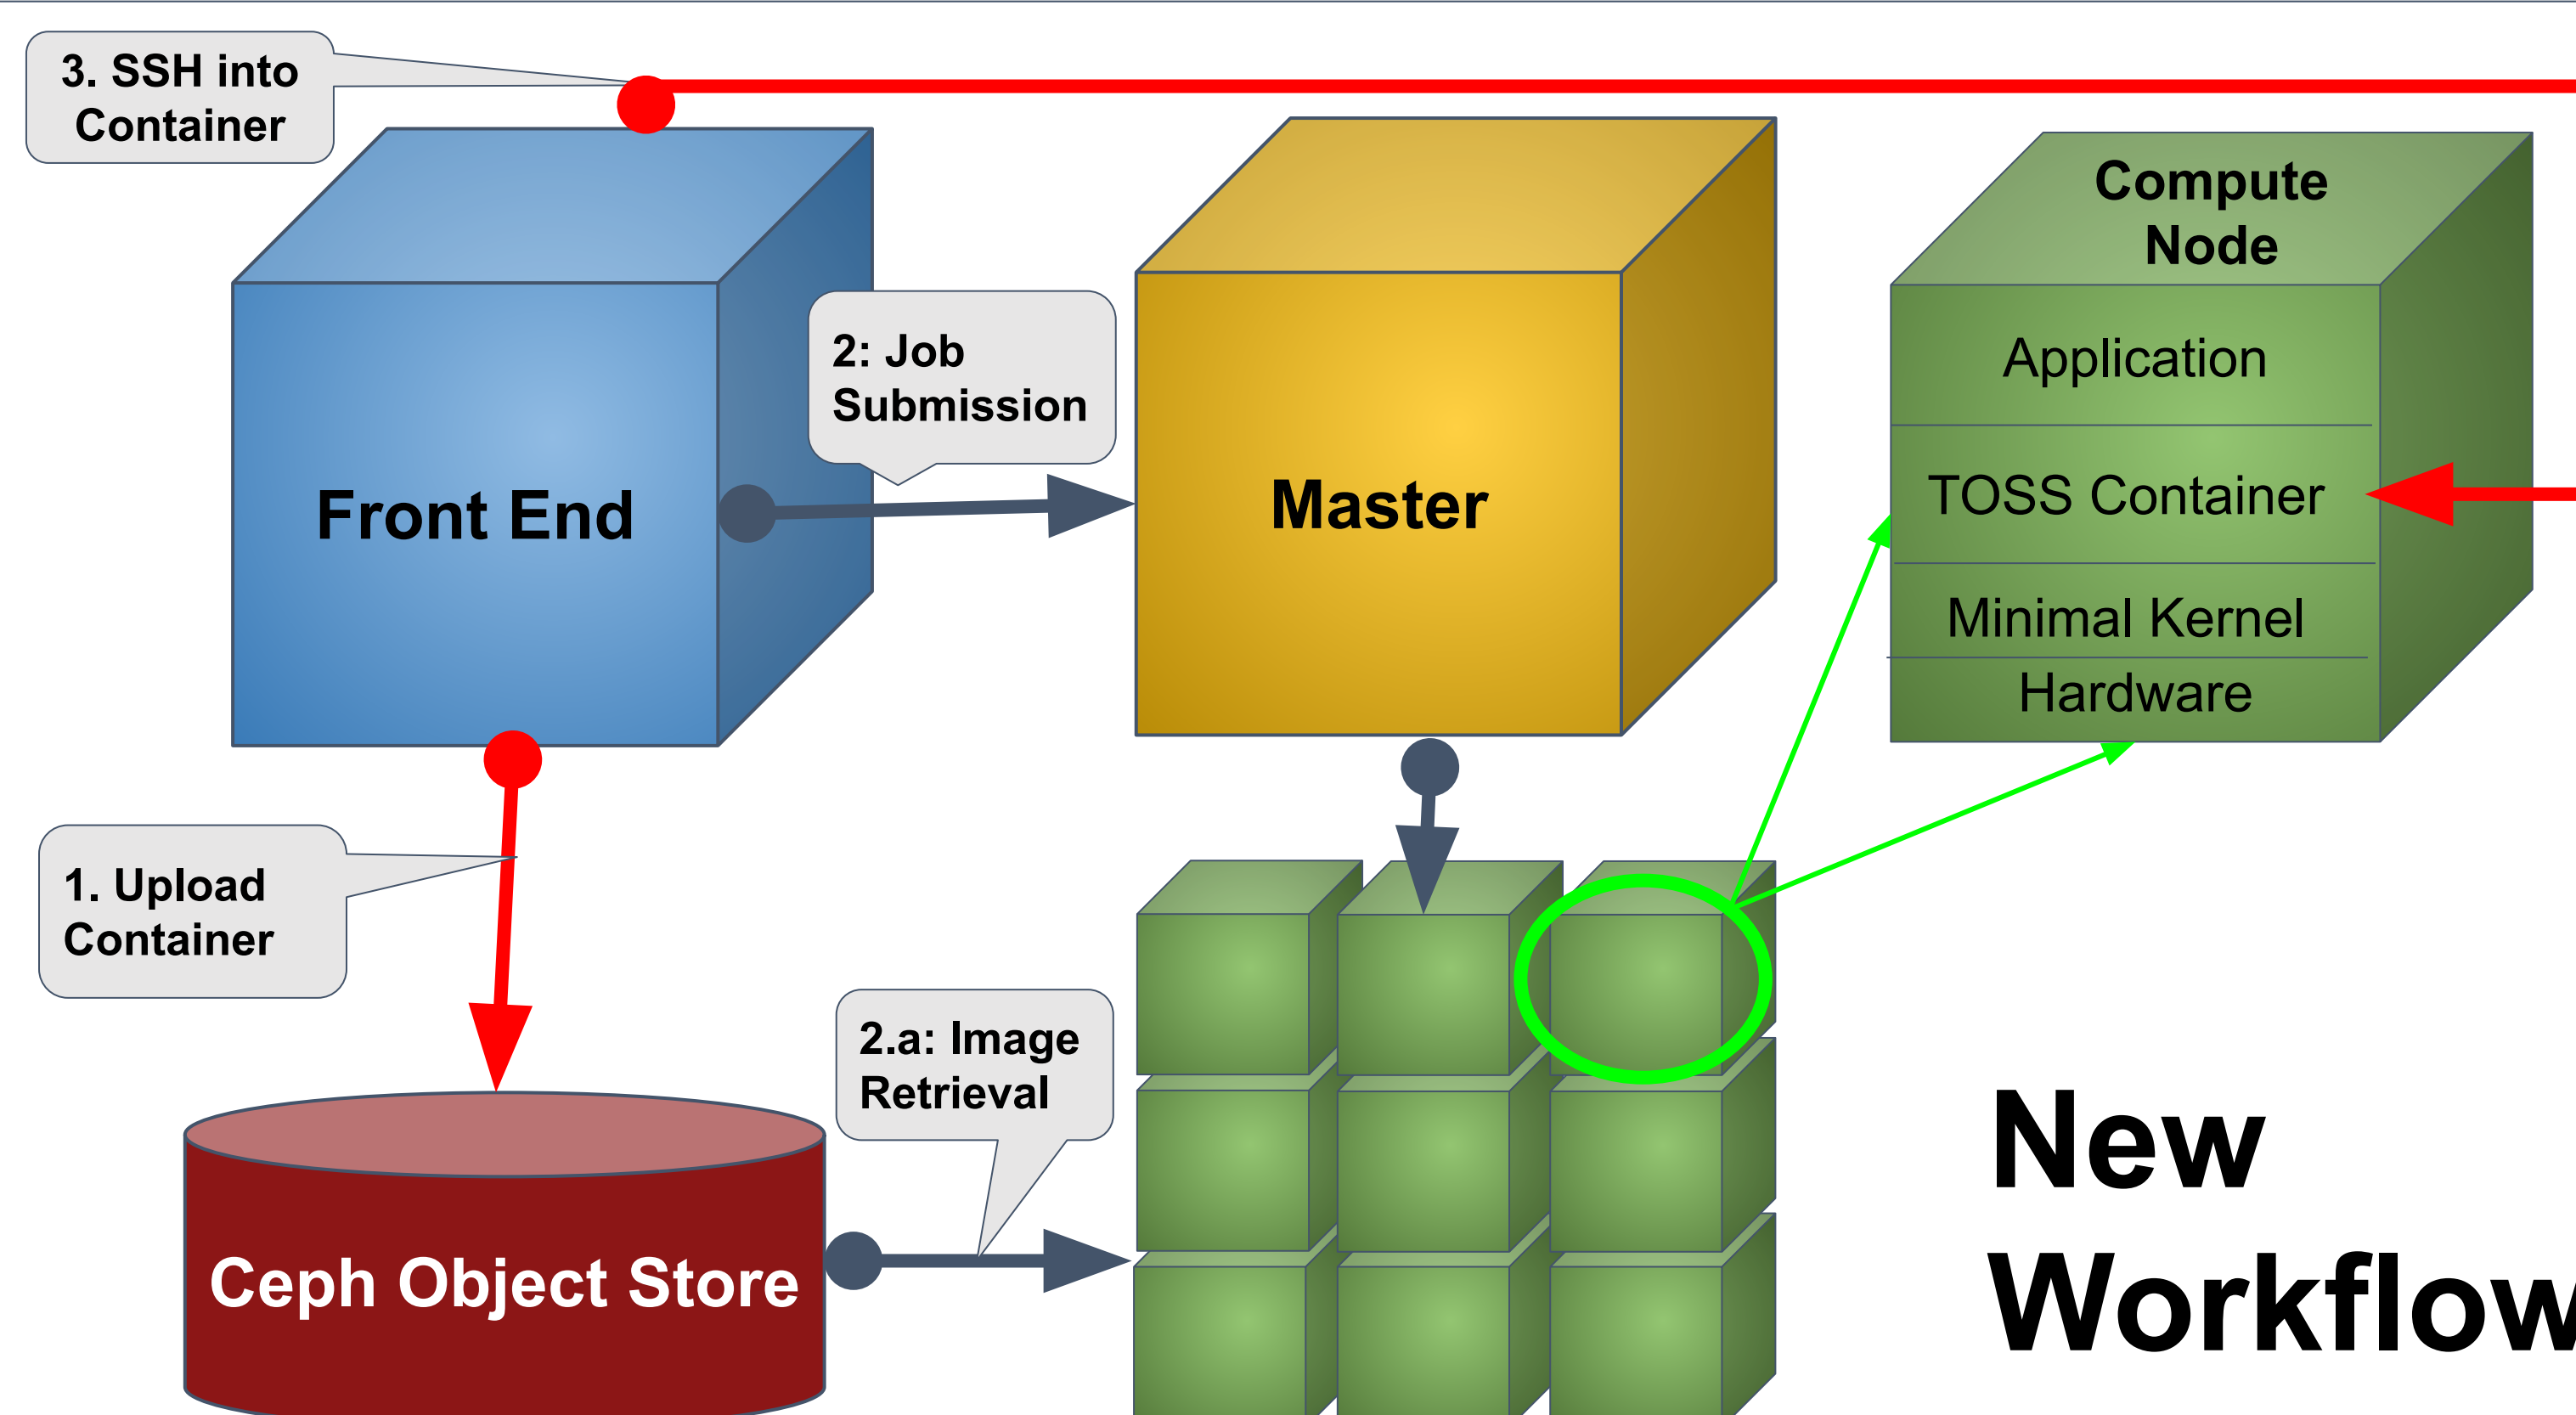 3. SSH into
Container
Compute
Node
2: Job
Submission
Application
Front End
Master
TOSS Container
Minimal Kernel
Hardware
1. Upload
Container
2.a: Image
Retrieval
New
Workflow
Ceph Object Store